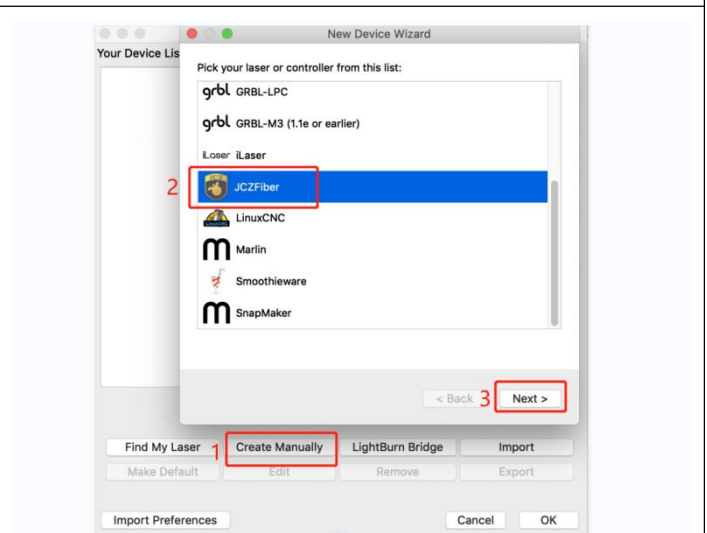 New Device Wizard
Your Device Lis
Pick your laser or controller from this list:
grbl GRBL-LPC
grbl GRBL-M3 (1.1e or earlier)
iLaser iLaser
2 JCZ JCZFiber
LinuxCNC LinuxCNC
m Marlin
Smoothieware
m SnapMaker
< Back 3 Next >
Find My Laser 1 Create Manually LightBurn Bridge Import
Make Default Edit Remove Export
Import Preferences Cancel OK